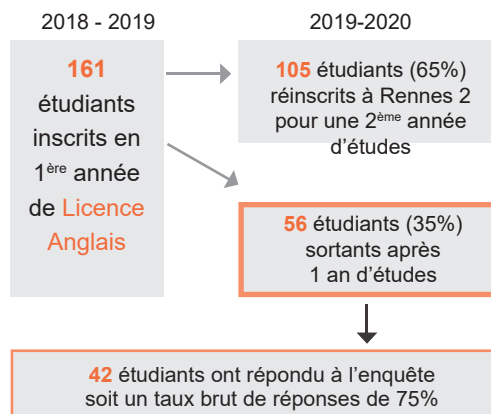 2018 - 2019
2019-2020
161
étudiants
inscrits en
1ère année
de Licence
Anglais
105 étudiants (65%)
réinscrits à Rennes 2
pour une 2ème année
d'études
56 étudiants (35%)
sortants après
1 an d'études
42 étudiants ont répondu à l'enquête
soit un taux brut de réponses de 75%